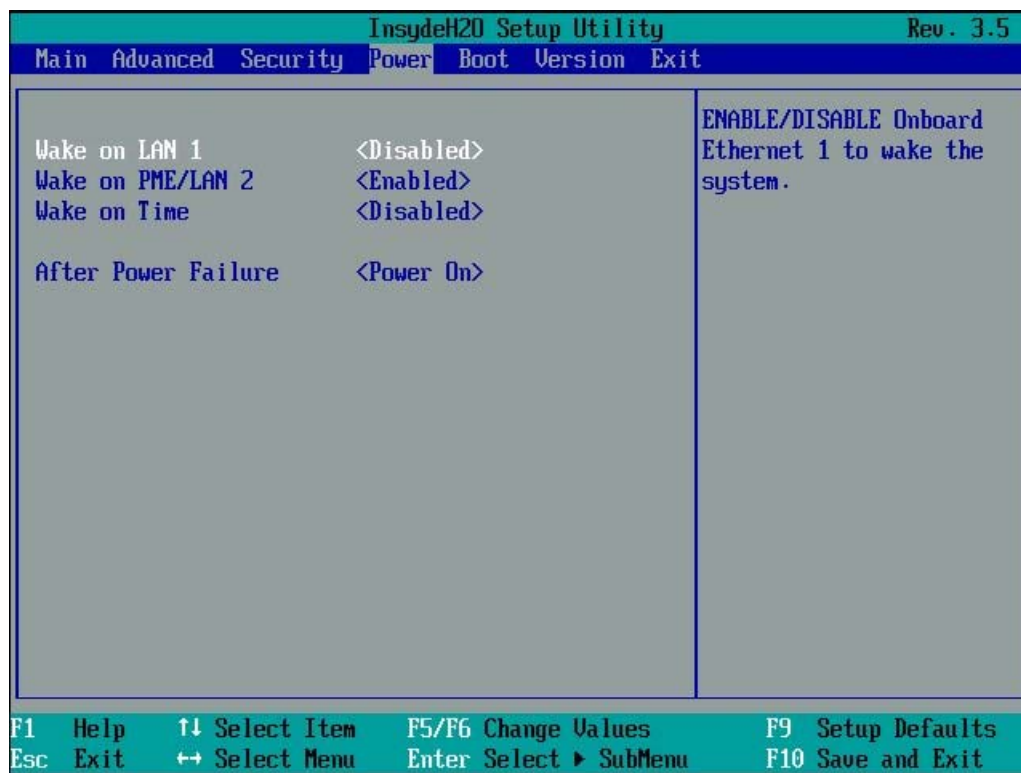 InsydeH20 Setup Utility Rev. 3.5
Main Advanced Security Power Boot Version Exit
ENABLE/DISABLE Onboard
Wake on LAN 1 <Disabled> Ethernet 1 to wake the
Wake on PME/LAN 2 <Enabled> system.
Wake on Time <Disabled>
After Power Failure <Power On>
F1 Help ↑↓ Select Item F5/F6 Change Values F9 Setup Defaults
Esc Exit ↔ Select Menu Enter Select ▶ SubMenu F10 Save and Exit